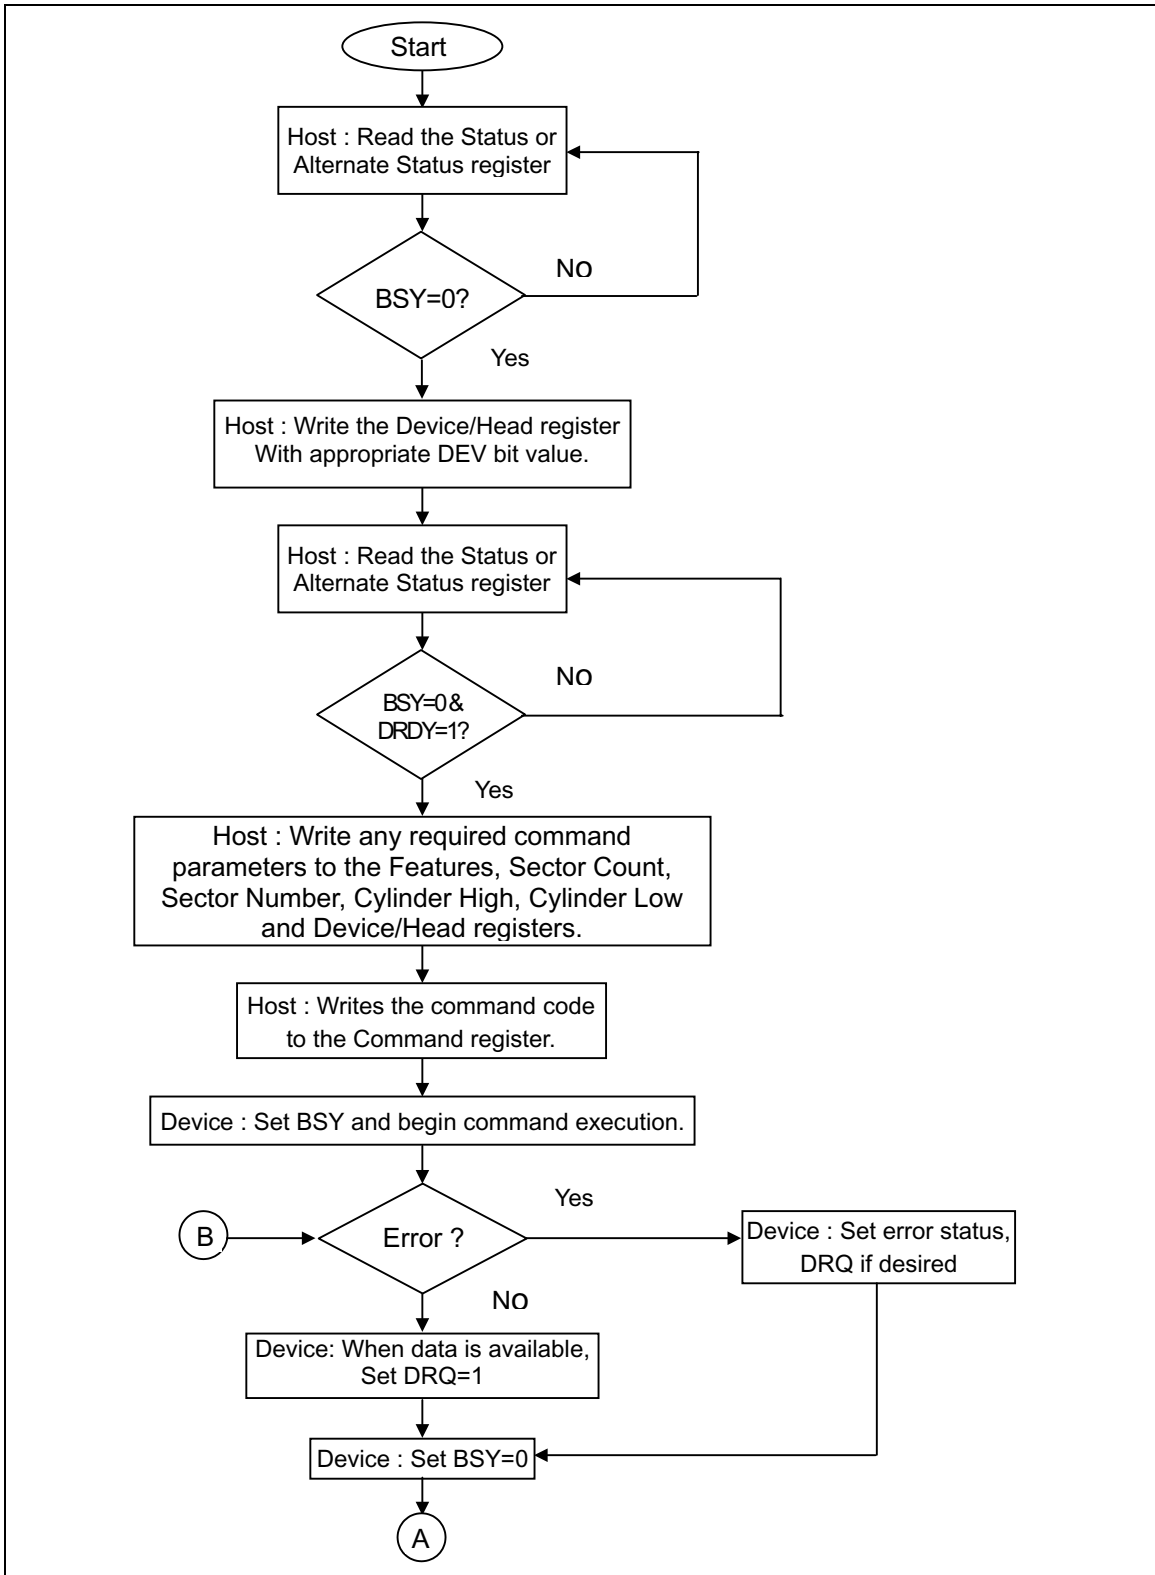 Start
Host : Read the Status or
Alternate Status register
No
BSY=0?
Yes
Host : Write the Device/Head register
With appropriate DEV bit value.
Host : Read the Status or
Alternate Status register
No
BSY=0 &
DRDY=1?
Yes
Host : Write any required command
parameters to the Features, Sector Count,
Sector Number, Cylinder High, Cylinder Low
and Device/Head registers.
Host : Writes the command code
to the Command register.
Device : Set BSY and begin command execution.
Yes
B
Error ?
Device : Set error status,
DRQ if desired
No
Device: When data is available,
Set DRQ=1
Device : Set BSY=0
A